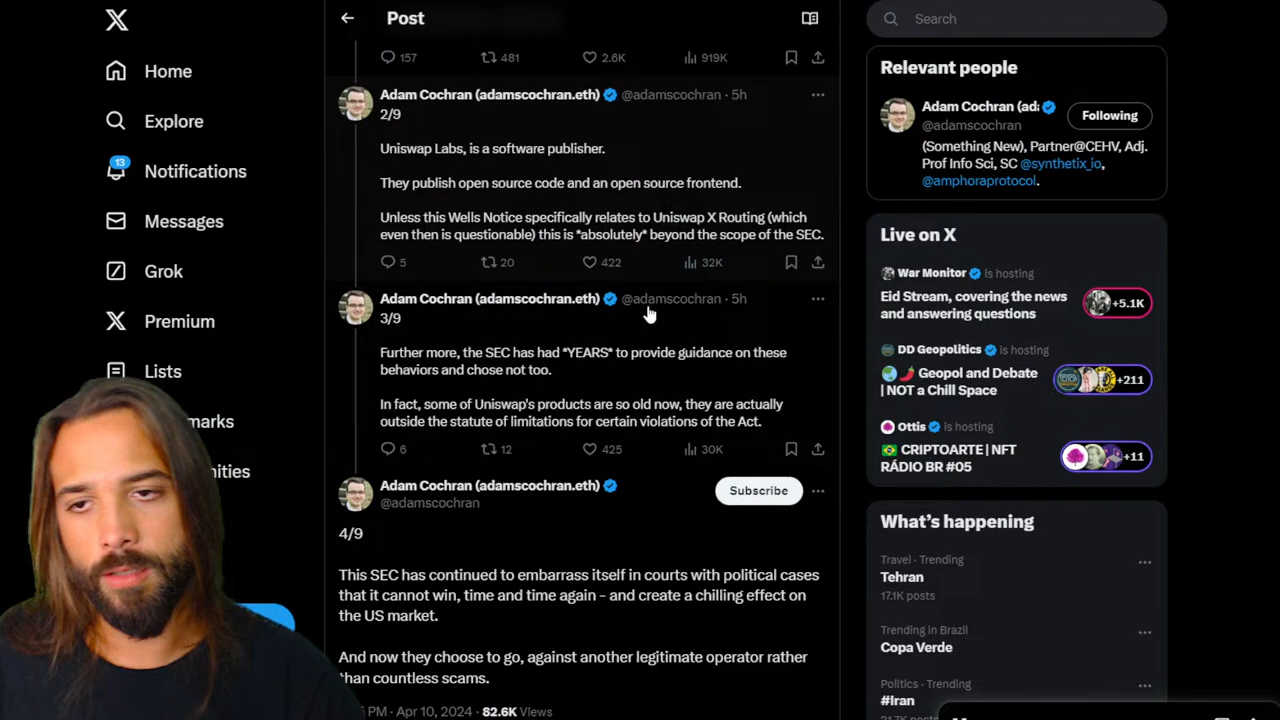 Post
Search
Home
Explore
13
Notifications
Messages
Grok
Premium
Lists
157 481 2.6K 919K
Adam Cochran (adamscochran.eth) @adamscochran · 5h
2/9
Uniswap Labs, is a software publisher.
They publish open source code and an open source frontend.
Unless this Wells Notice specifically relates to Uniswap X Routing (which
even then is questionable) this is *absolutely* beyond the scope of the SEC.
5 20 422 32K
Adam Cochran (adamscochran.eth) @adamscochran · 5h
3/9
Further more, the SEC has had *YEARS* to provide guidance on these
behaviors and chose not too.
In fact, some of Uniswap's products are so old now, they are actually
outside the statute of limitations for certain violations of the Act.
6 12 425 30K
Adam Cochran (adamscochran.eth)
@adamscochran
Subscribe
4/9
This SEC has continued to embarrass itself in courts with political cases
that it cannot win, time and time again - and create a chilling effect on
the US market.
And now they choose to go, against another legitimate operator rather
than countless scams.
PM · Apr 10, 2024 · 82.6K Views
Relevant people
Adam Cochran (ad
@adamscochran
Following
(Something New), Partner@CEHV, Adj.
Prof Info Sci, SC @synthetix_io,
@amphoraprotocol.
Live on X
War Monitor is hosting
Eid Stream, covering the news
and answering questions
+5.1K
DD Geopolitics is hosting
Geopol and Debate
| NOT a Chill Space
+211
Ottis is hosting
CRIPTOARTE | NFT
RÁDIO BR #05
+11
What's happening
Travel · Trending
Tehran
17.1K posts
Trending in Brazil
Copa Verde
Politics · Trending
#Iran